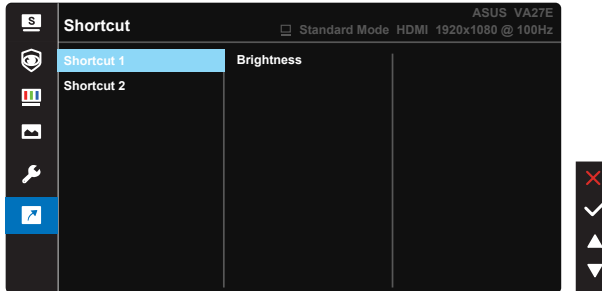 S
ASUS VA27E
Shortcut
Standard Mode HDMI 1920x1080 @ 100Hz
Shortcut 1
Brightness
Shortcut 2